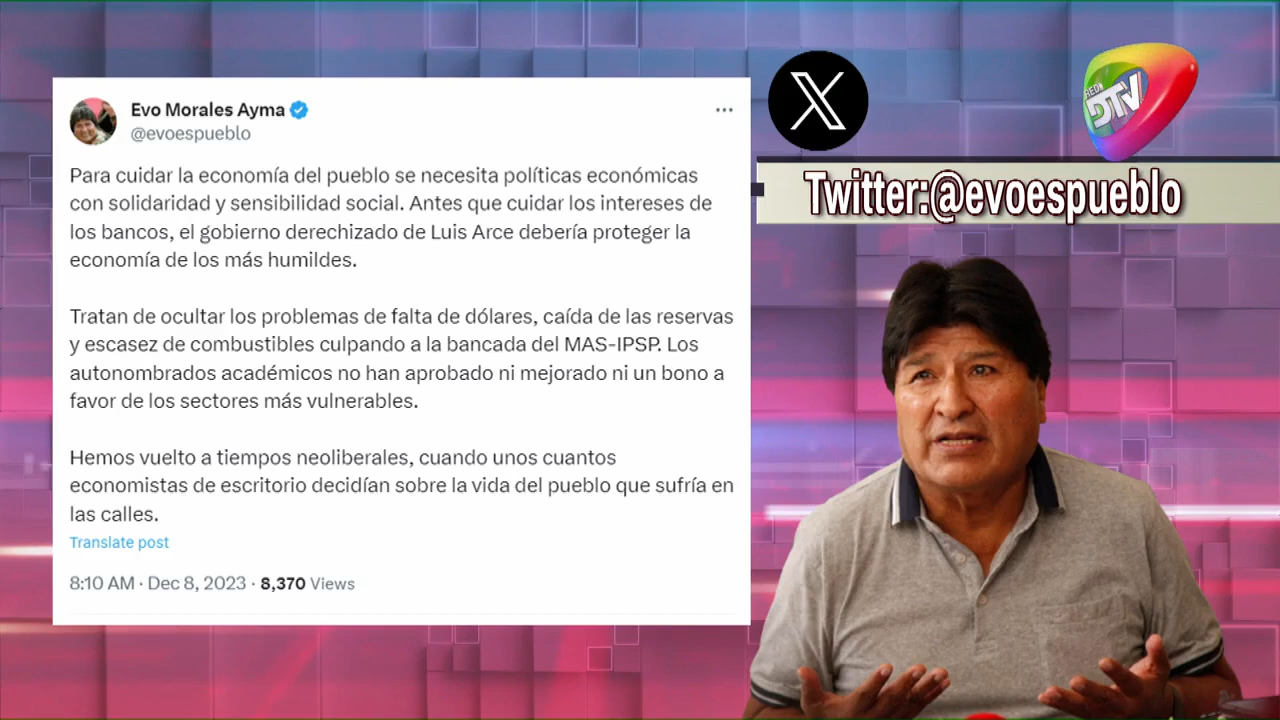 Evo Morales Ayma
@evoespueblo
Para cuidar la economía del pueblo se necesita políticas económicas
con solidaridad y sensibilidad social. Antes que cuidar los intereses de
los bancos, el gobierno derechizado de Luis Arce debería proteger la
economía de los más humildes.
Tratan de ocultar los problemas de falta de dólares, caída de las reservas
y escasez de combustibles culpando a la bancada del MAS-IPSP. Los
autonombrados académicos no han aprobado ni mejorado ni un bono a
favor de los sectores más vulnerables.
Hemos vuelto a tiempos neoliberales, cuando unos cuantos
economistas de escritorio decidían sobre la vida del pueblo que sufría en
las calles.
Translate post
8:10 AM · Dec 8, 2023 · 8,370 Views
X
RED
DTV
Twitter:@evoespueblo